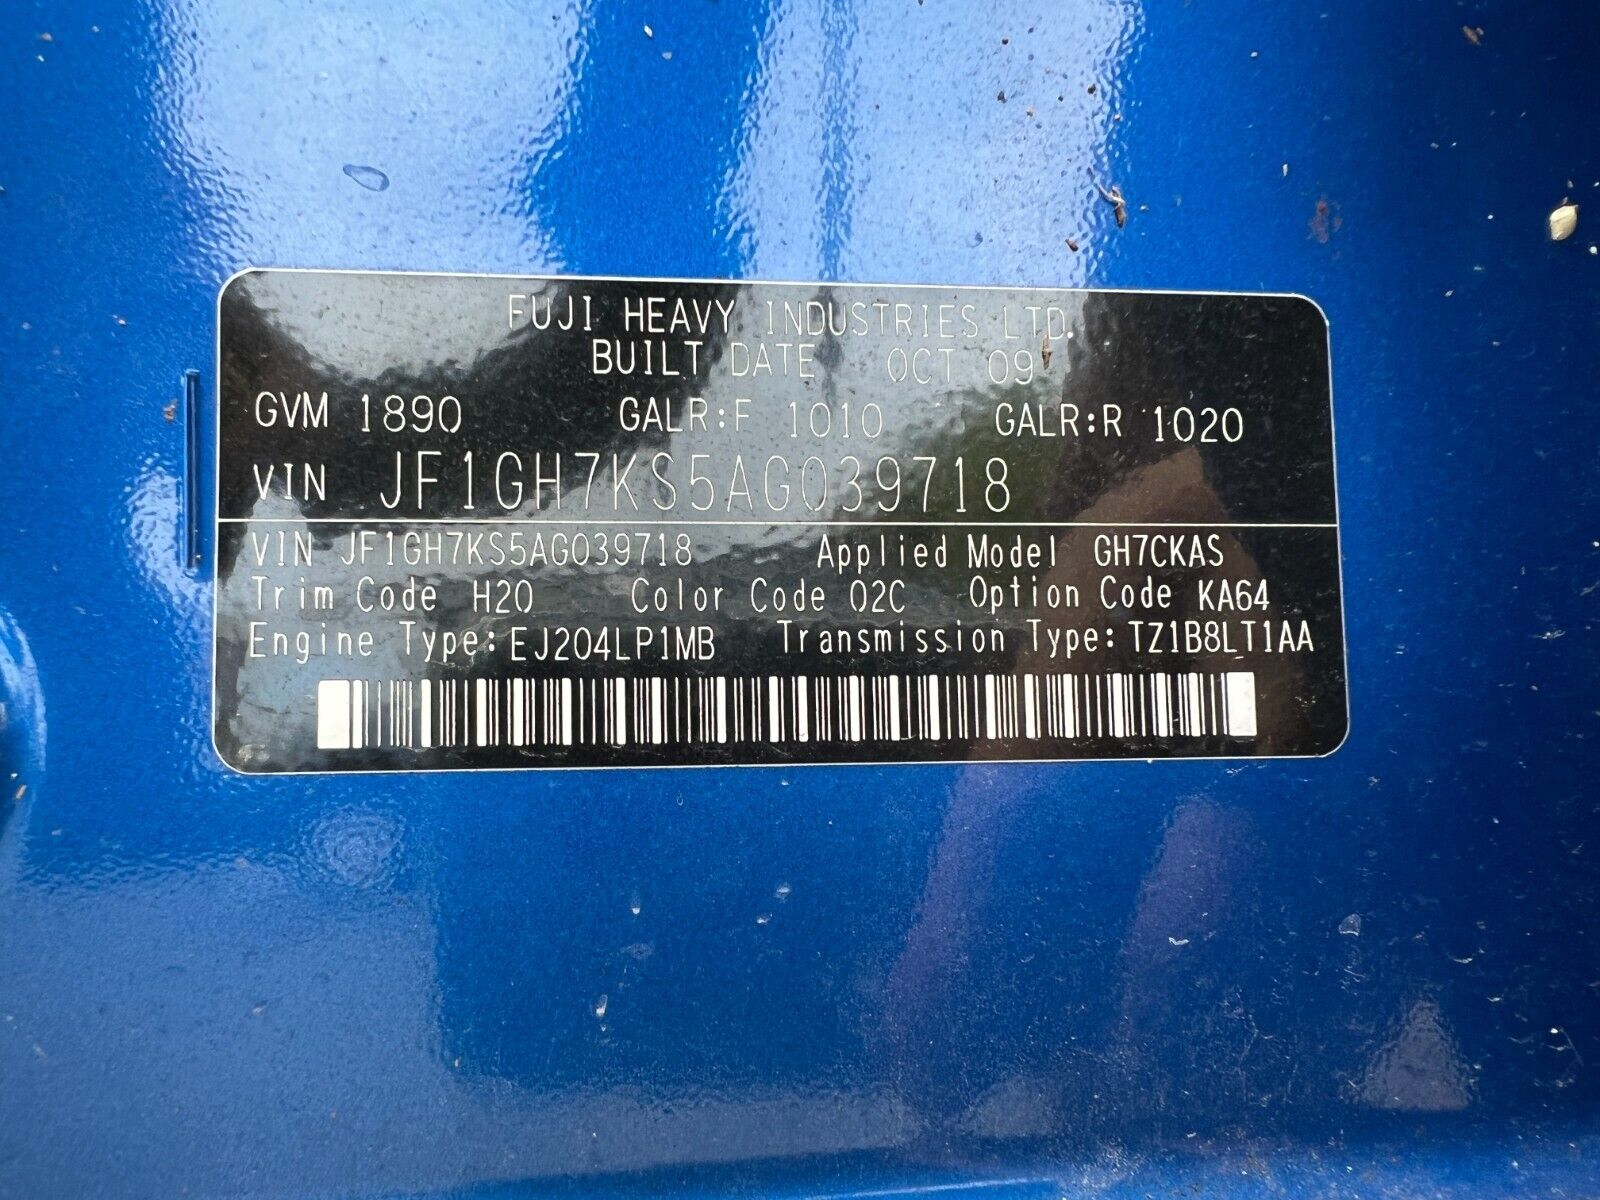 FUJI HEAVY INDUSTRIES LTD.
BUILT DATE OCT 09
GVM 1890 GALR:F 1010 GALR:R 1020
VIN JF1GH7KS5AG039718
VIN JF1GH7KS5AG039718 Applied Model GH7CKAS
Trim Code H20 Color Code 02C Option Code KA64
Engine Type:EJ204LP1MB Transmission Type:TZ1B8LT1AA